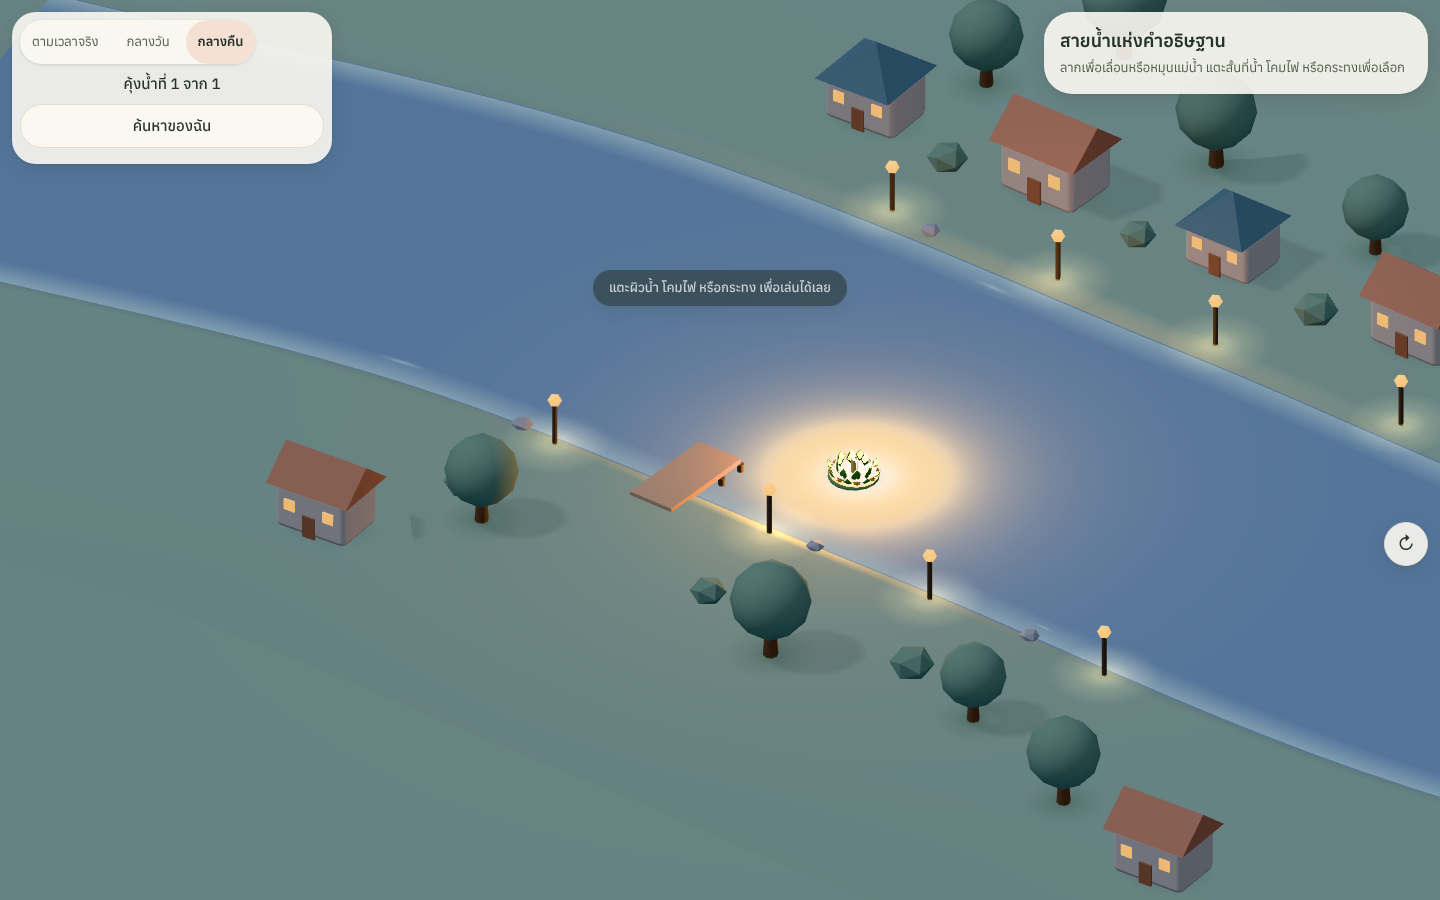 ตามเวลาจริง กลางวัน กลางคืน
คุ้งน้ำที่ 1 จาก 1
ค้นหาของฉัน
สายน้ำแห่งคำอธิษฐาน
ลากเพื่อเลื่อนหรือหมุนแม่น้ำ แตะสั้นที่น้ำ โคมไฟ หรือกระทงเพื่อเลือก
แตะผิวน้ำ โคมไฟ หรือกระทง เพื่อเล่นได้เลย